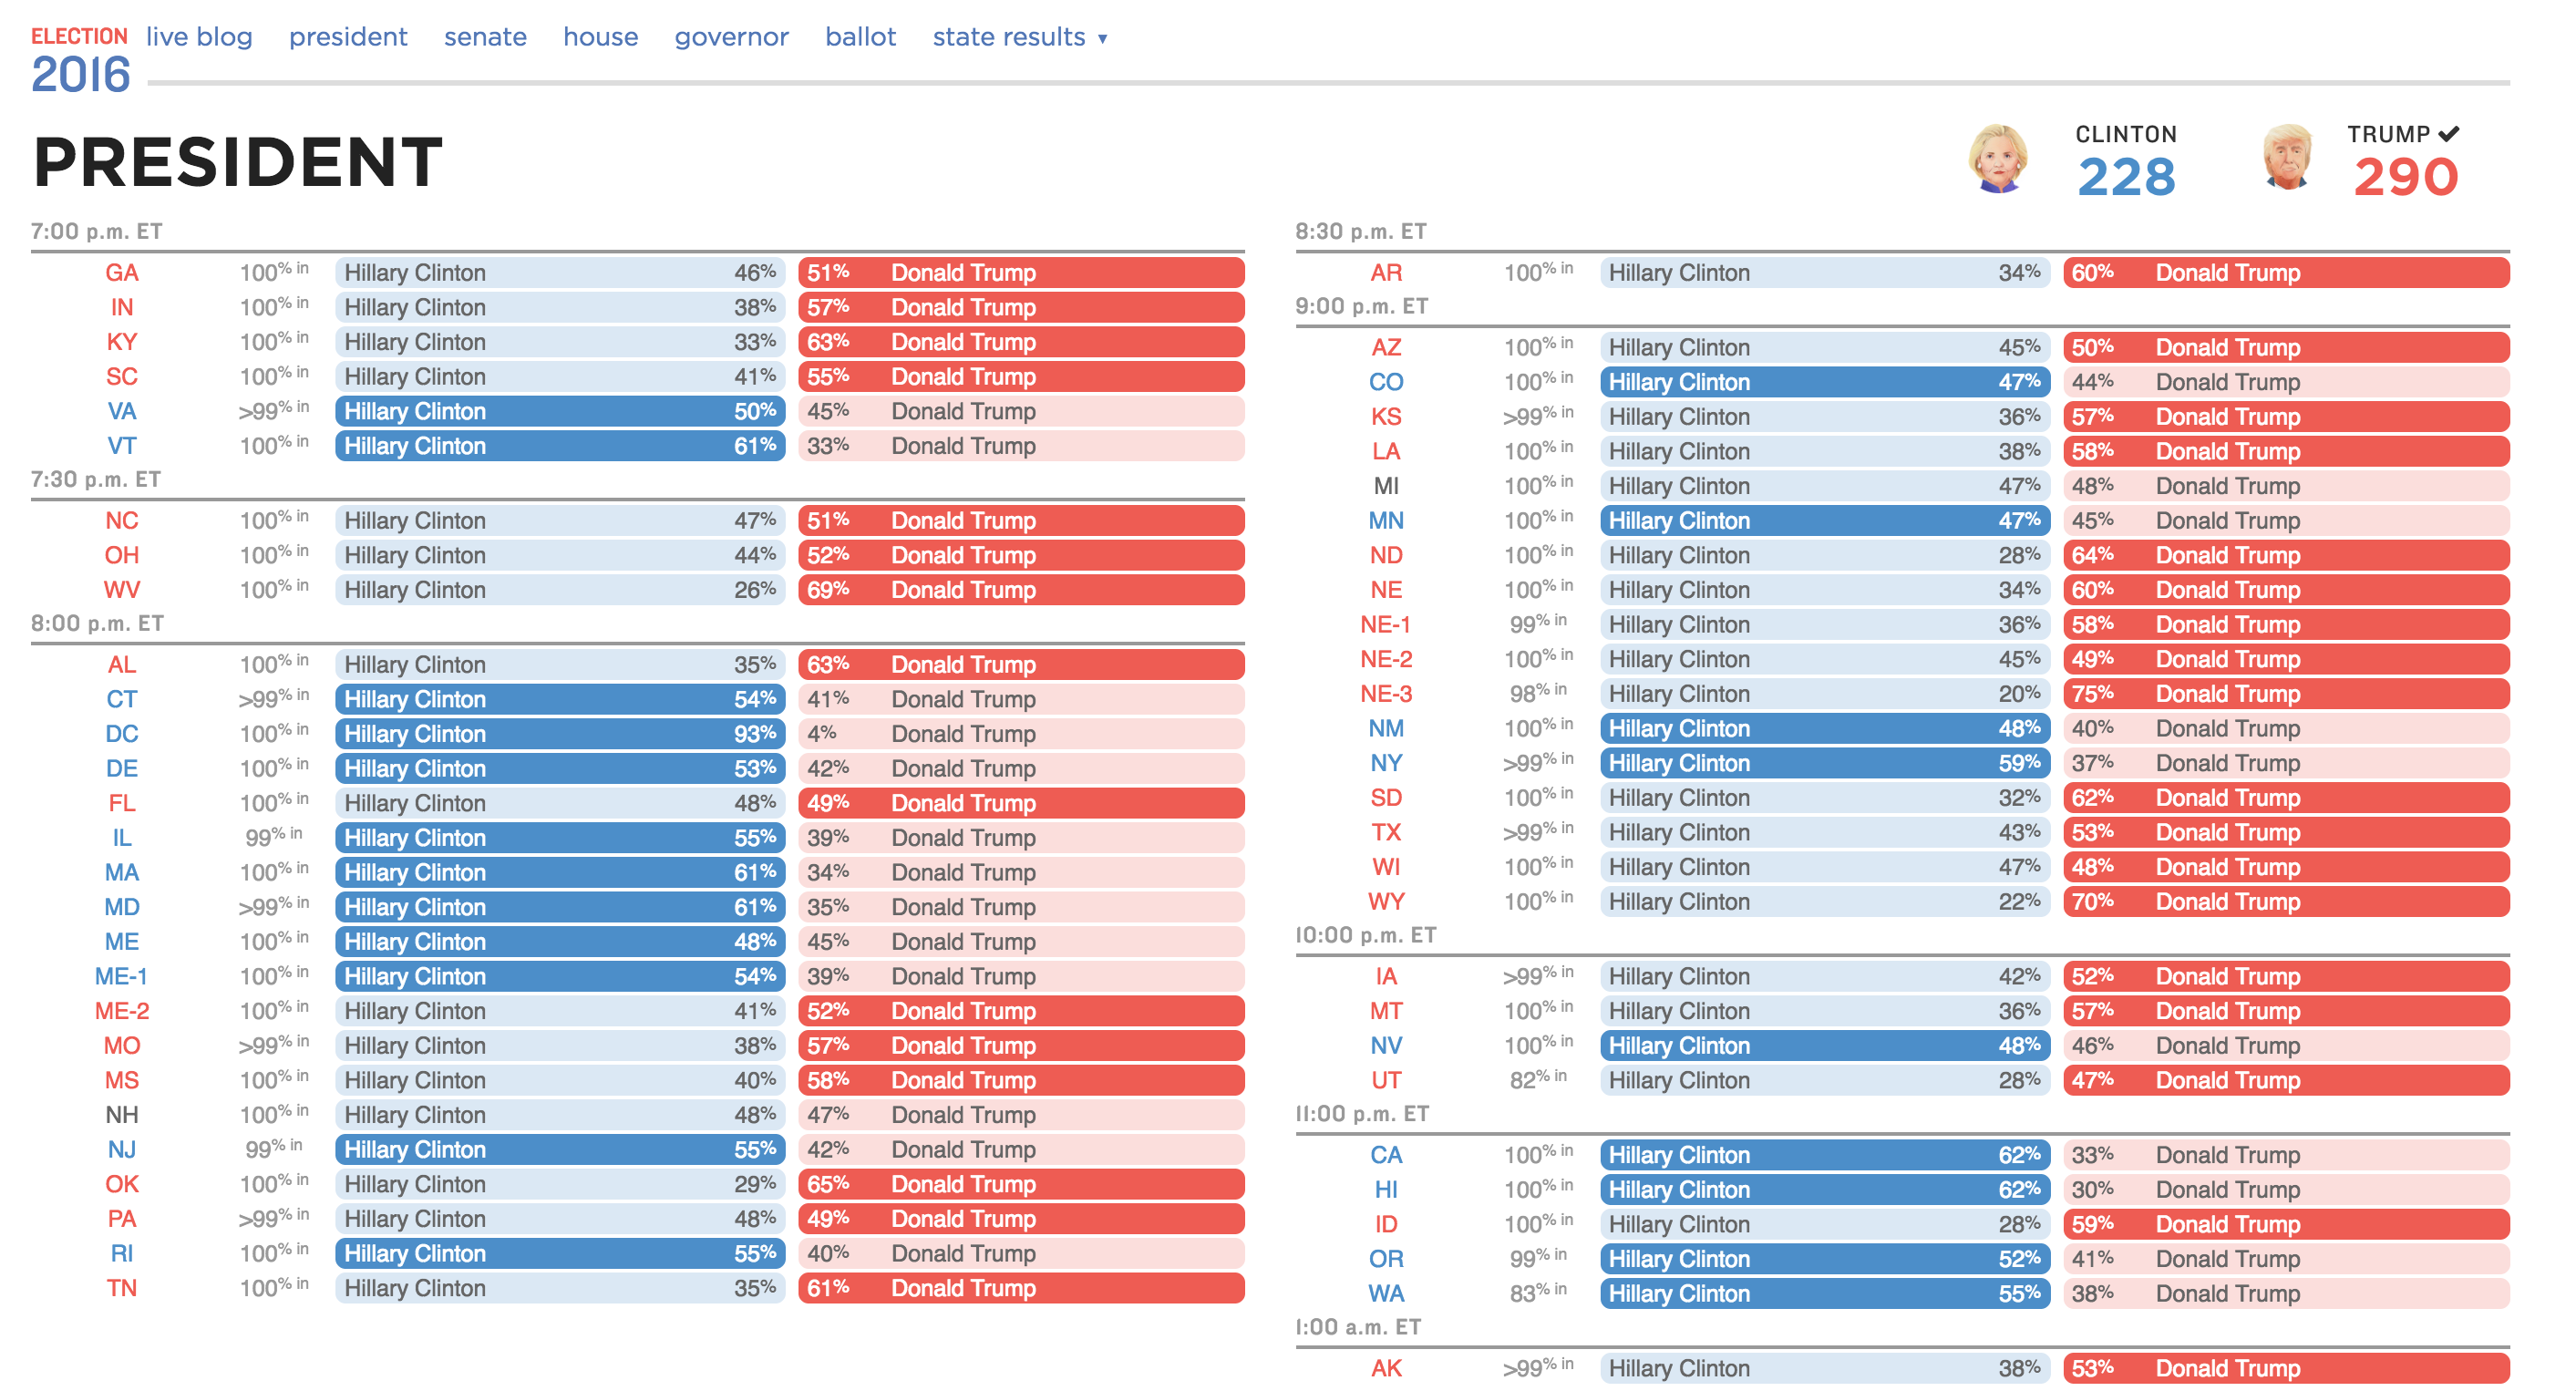 ELECTION live blog president senate house governor ballot state results ▼
2016
PRESIDENT
CLINTON
228
TRUMP ✔
290
7:00 p.m. ET
GA 100% in Hillary Clinton 46% 51% Donald Trump
IN 100% in Hillary Clinton 38% 57% Donald Trump
KY 100% in Hillary Clinton 33% 63% Donald Trump
SC 100% in Hillary Clinton 41% 55% Donald Trump
VA >99% in Hillary Clinton 50% 45% Donald Trump
VT 100% in Hillary Clinton 61% 33% Donald Trump
7:30 p.m. ET
NC 100% in Hillary Clinton 47% 51% Donald Trump
OH 100% in Hillary Clinton 44% 52% Donald Trump
WV 100% in Hillary Clinton 26% 69% Donald Trump
8:00 p.m. ET
AL 100% in Hillary Clinton 35% 63% Donald Trump
CT >99% in Hillary Clinton 54% 41% Donald Trump
DC 100% in Hillary Clinton 93% 4% Donald Trump
DE 100% in Hillary Clinton 53% 42% Donald Trump
FL 100% in Hillary Clinton 48% 49% Donald Trump
IL 99% in Hillary Clinton 55% 39% Donald Trump
MA 100% in Hillary Clinton 61% 34% Donald Trump
MD >99% in Hillary Clinton 61% 35% Donald Trump
ME 100% in Hillary Clinton 48% 45% Donald Trump
ME-1 100% in Hillary Clinton 54% 39% Donald Trump
ME-2 100% in Hillary Clinton 41% 52% Donald Trump
MO >99% in Hillary Clinton 38% 57% Donald Trump
MS 100% in Hillary Clinton 40% 58% Donald Trump
NH 100% in Hillary Clinton 48% 47% Donald Trump
NJ 99% in Hillary Clinton 55% 42% Donald Trump
OK 100% in Hillary Clinton 29% 65% Donald Trump
PA >99% in Hillary Clinton 48% 49% Donald Trump
RI 100% in Hillary Clinton 55% 40% Donald Trump
TN 100% in Hillary Clinton 35% 61% Donald Trump
8:30 p.m. ET
AR 100% in Hillary Clinton 34% 60% Donald Trump
9:00 p.m. ET
AZ 100% in Hillary Clinton 45% 50% Donald Trump
CO 100% in Hillary Clinton 47% 44% Donald Trump
KS >99% in Hillary Clinton 36% 57% Donald Trump
LA 100% in Hillary Clinton 38% 58% Donald Trump
MI 100% in Hillary Clinton 47% 48% Donald Trump
MN 100% in Hillary Clinton 47% 45% Donald Trump
ND 100% in Hillary Clinton 28% 64% Donald Trump
NE 100% in Hillary Clinton 34% 60% Donald Trump
NE-1 99% in Hillary Clinton 36% 58% Donald Trump
NE-2 100% in Hillary Clinton 45% 49% Donald Trump
NE-3 98% in Hillary Clinton 20% 75% Donald Trump
NM 100% in Hillary Clinton 48% 40% Donald Trump
NY >99% in Hillary Clinton 59% 37% Donald Trump
SD 100% in Hillary Clinton 32% 62% Donald Trump
TX >99% in Hillary Clinton 43% 53% Donald Trump
WI 100% in Hillary Clinton 47% 48% Donald Trump
WY 100% in Hillary Clinton 22% 70% Donald Trump
10:00 p.m. ET
IA >99% in Hillary Clinton 42% 52% Donald Trump
MT 100% in Hillary Clinton 36% 57% Donald Trump
NV 100% in Hillary Clinton 48% 46% Donald Trump
UT 82% in Hillary Clinton 28% 47% Donald Trump
11:00 p.m. ET
CA 100% in Hillary Clinton 62% 33% Donald Trump
HI 100% in Hillary Clinton 62% 30% Donald Trump
ID 100% in Hillary Clinton 28% 59% Donald Trump
OR 99% in Hillary Clinton 52% 41% Donald Trump
WA 83% in Hillary Clinton 55% 38% Donald Trump
1:00 a.m. ET
AK >99% in Hillary Clinton 38% 53% Donald Trump